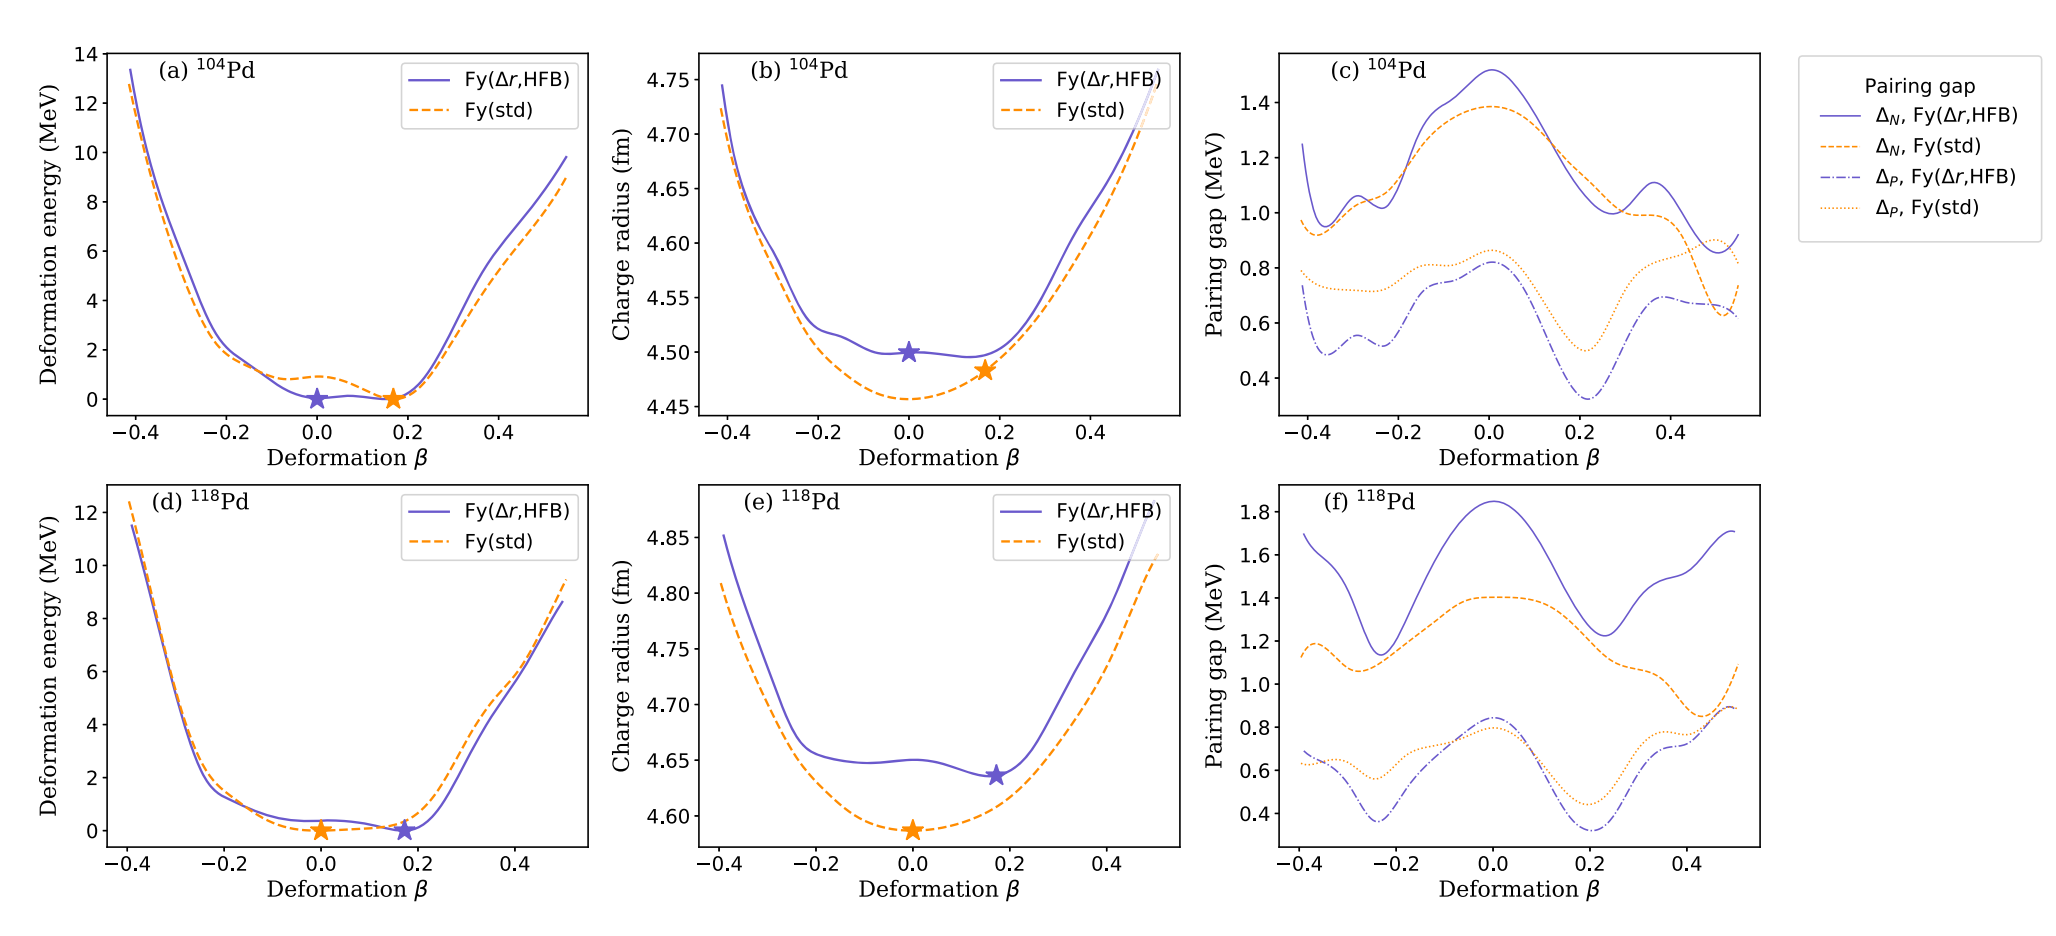 (a) ¹⁰⁴Pd
Fy(Δr,HFB)
Fy(std)
Deformation energy (MeV)
14
12
10
8
6
4
2
0
−0.4 −0.2 0.0 0.2 0.4
Deformation β
(b) ¹⁰⁴Pd
Fy(Δr,HFB)
Fy(std)
Charge radius (fm)
4.75
4.70
4.65
4.60
4.55
4.50
4.45
−0.4 −0.2 0.0 0.2 0.4
Deformation β
(c) ¹⁰⁴Pd
Pairing gap (MeV)
1.4
1.2
1.0
0.8
0.6
0.4
−0.4 −0.2 0.0 0.2 0.4
Deformation β
Pairing gap
Δ_N, Fy(Δr,HFB)
Δ_N, Fy(std)
Δ_P, Fy(Δr,HFB)
Δ_P, Fy(std)
(d) ¹¹⁸Pd
Fy(Δr,HFB)
Fy(std)
Deformation energy (MeV)
12
10
8
6
4
2
0
−0.4 −0.2 0.0 0.2 0.4
Deformation β
(e) ¹¹⁸Pd
Fy(Δr,HFB)
Fy(std)
Charge radius (fm)
4.85
4.80
4.75
4.70
4.65
4.60
−0.4 −0.2 0.0 0.2 0.4
Deformation β
(f) ¹¹⁸Pd
Pairing gap (MeV)
1.8
1.6
1.4
1.2
1.0
0.8
0.6
0.4
−0.4 −0.2 0.0 0.2 0.4
Deformation β